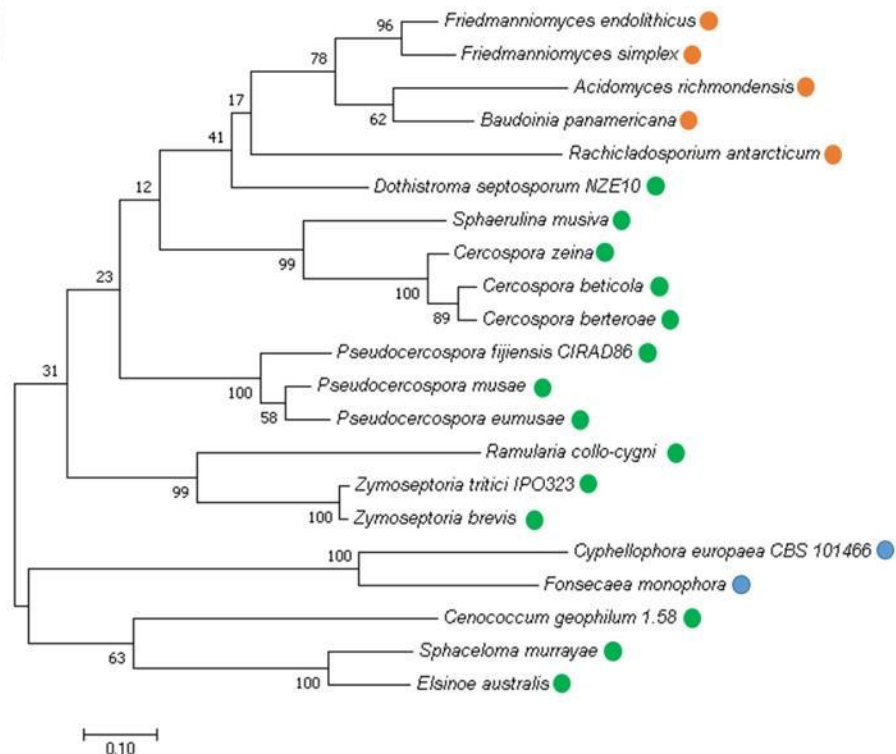 96
Friedmanniomyces endolithicus
78
Friedmanniomyces simplex
17
Acidomyces richmondensis
62
Baudoinia panamericana
41
Rachicladosporium antarcticum
12
Dothistroma septosporum NZE10
Sphaerulina musiva
99
Cercospora zeina
23
100
Cercospora beticola
89
Cercospora berteroae
Pseudocercospora fijiensis CIRAD86
31
100
Pseudocercospora musae
58
Pseudocercospora eumusae
Ramularia collo-cygni
99
Zymoseptoria tritici IPO323
100
Zymoseptoria brevis
100
Cyphellophora europaea CBS 101466
Fonsecaea monophora
Cenococcum geophilum 1.58
63
Sphaceloma murrayae
100
Elsinoe australis
0.10